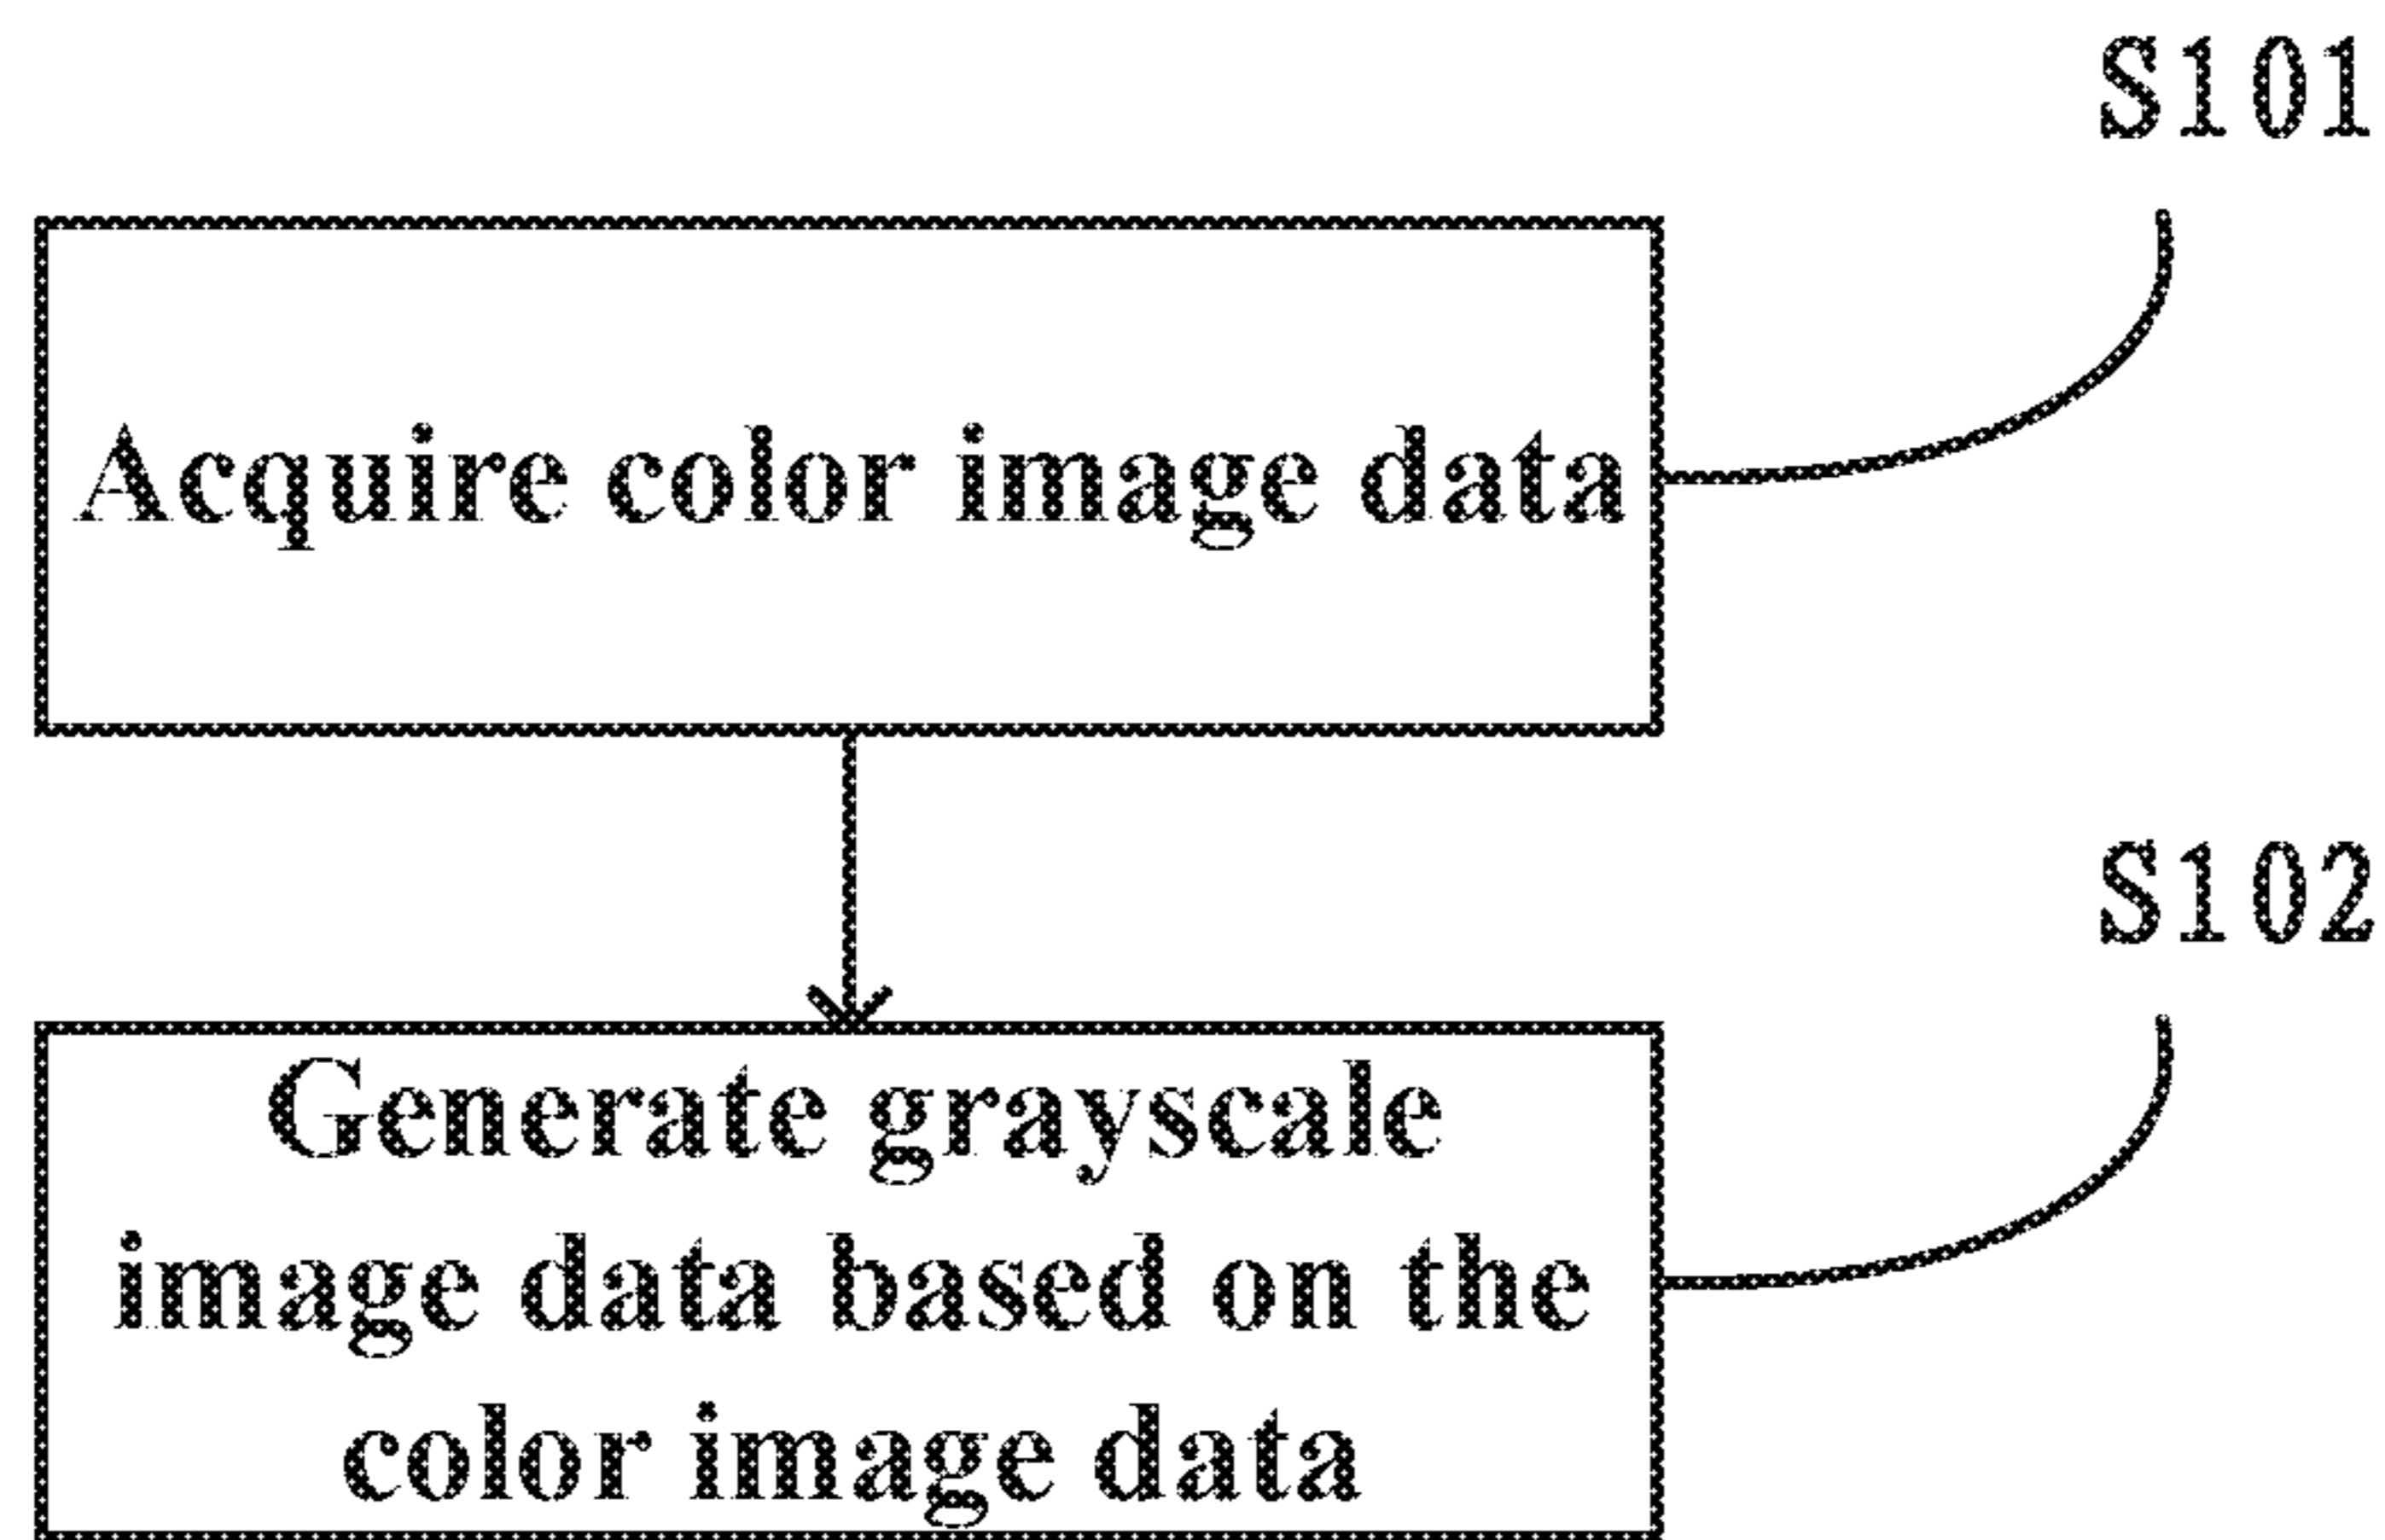 S101
Acquire color image data
S102
Generate grayscale
image data based on the
color image data